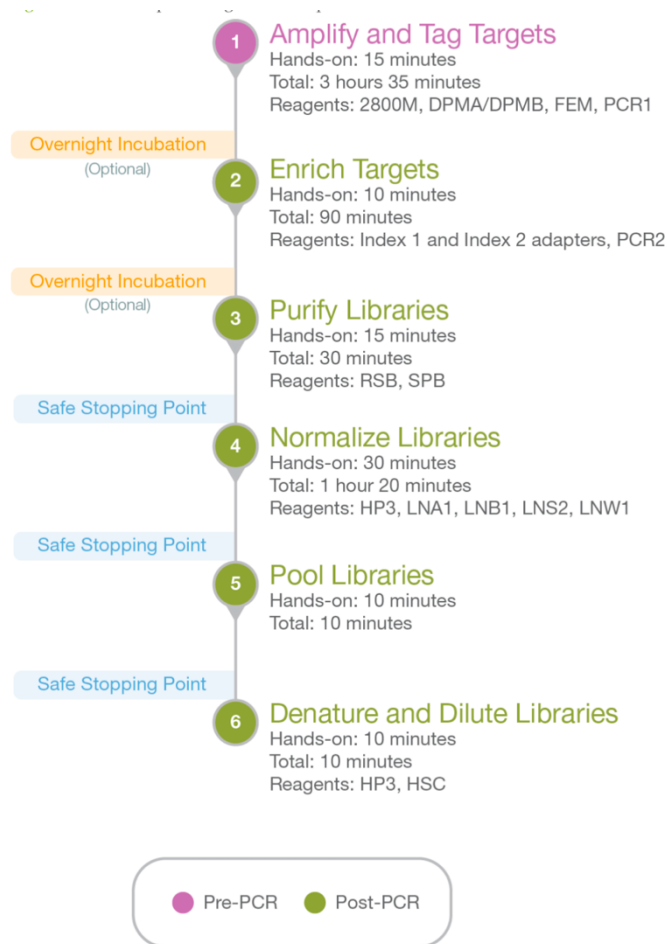 1
Amplify and Tag Targets
Hands-on: 15 minutes
Total: 3 hours 35 minutes
Reagents: 2800M, DPMA/DPMB, FEM, PCR1
Overnight Incubation
(Optional)
2
Enrich Targets
Hands-on: 10 minutes
Total: 90 minutes
Reagents: Index 1 and Index 2 adapters, PCR2
Overnight Incubation
(Optional)
3
Purify Libraries
Hands-on: 15 minutes
Total: 30 minutes
Reagents: RSB, SPB
Safe Stopping Point
4
Normalize Libraries
Hands-on: 30 minutes
Total: 1 hour 20 minutes
Reagents: HP3, LNA1, LNB1, LNS2, LNW1
Safe Stopping Point
5
Pool Libraries
Hands-on: 10 minutes
Total: 10 minutes
Safe Stopping Point
6
Denature and Dilute Libraries
Hands-on: 10 minutes
Total: 10 minutes
Reagents: HP3, HSC
Pre-PCR
Post-PCR